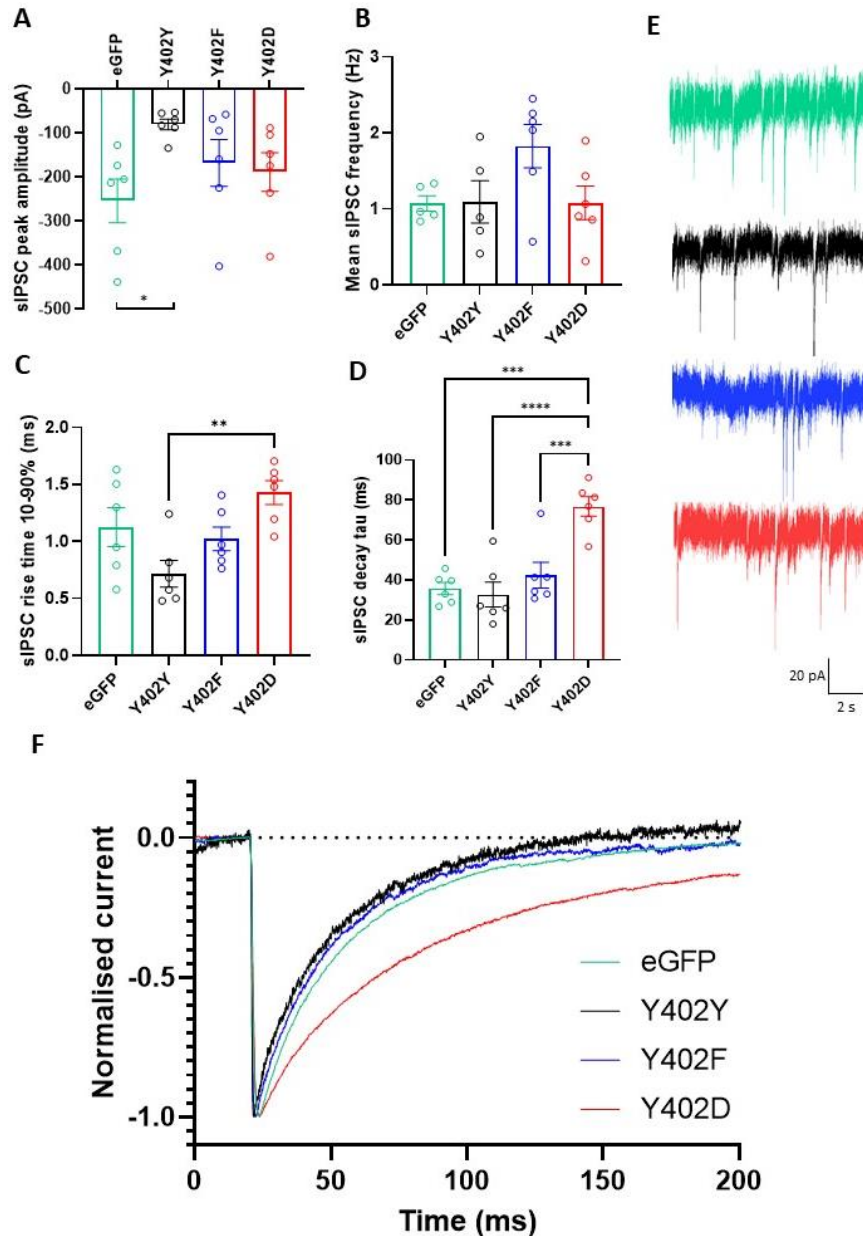 A
eGFP
Y402Y
Y402F
Y402D
0
-100
-200
-300
-400
-500
sIPSC peak amplitude (pA)
*
B
3
2
1
0
Mean sIPSC frequency (Hz)
eGFP
Y402Y
Y402F
Y402D
E
20 pA
2 s
C
2.0
1.5
1.0
0.5
0.0
sIPSC rise time 10-90% (ms)
**
eGFP
Y402Y
Y402F
Y402D
D
***
****
***
100
80
60
40
20
0
sIPSC decay tau (ms)
eGFP
Y402Y
Y402F
Y402D
F
0.0
-0.5
-1.0
Normalised current
eGFP
Y402Y
Y402F
Y402D
0
50
100
150
200
Time (ms)